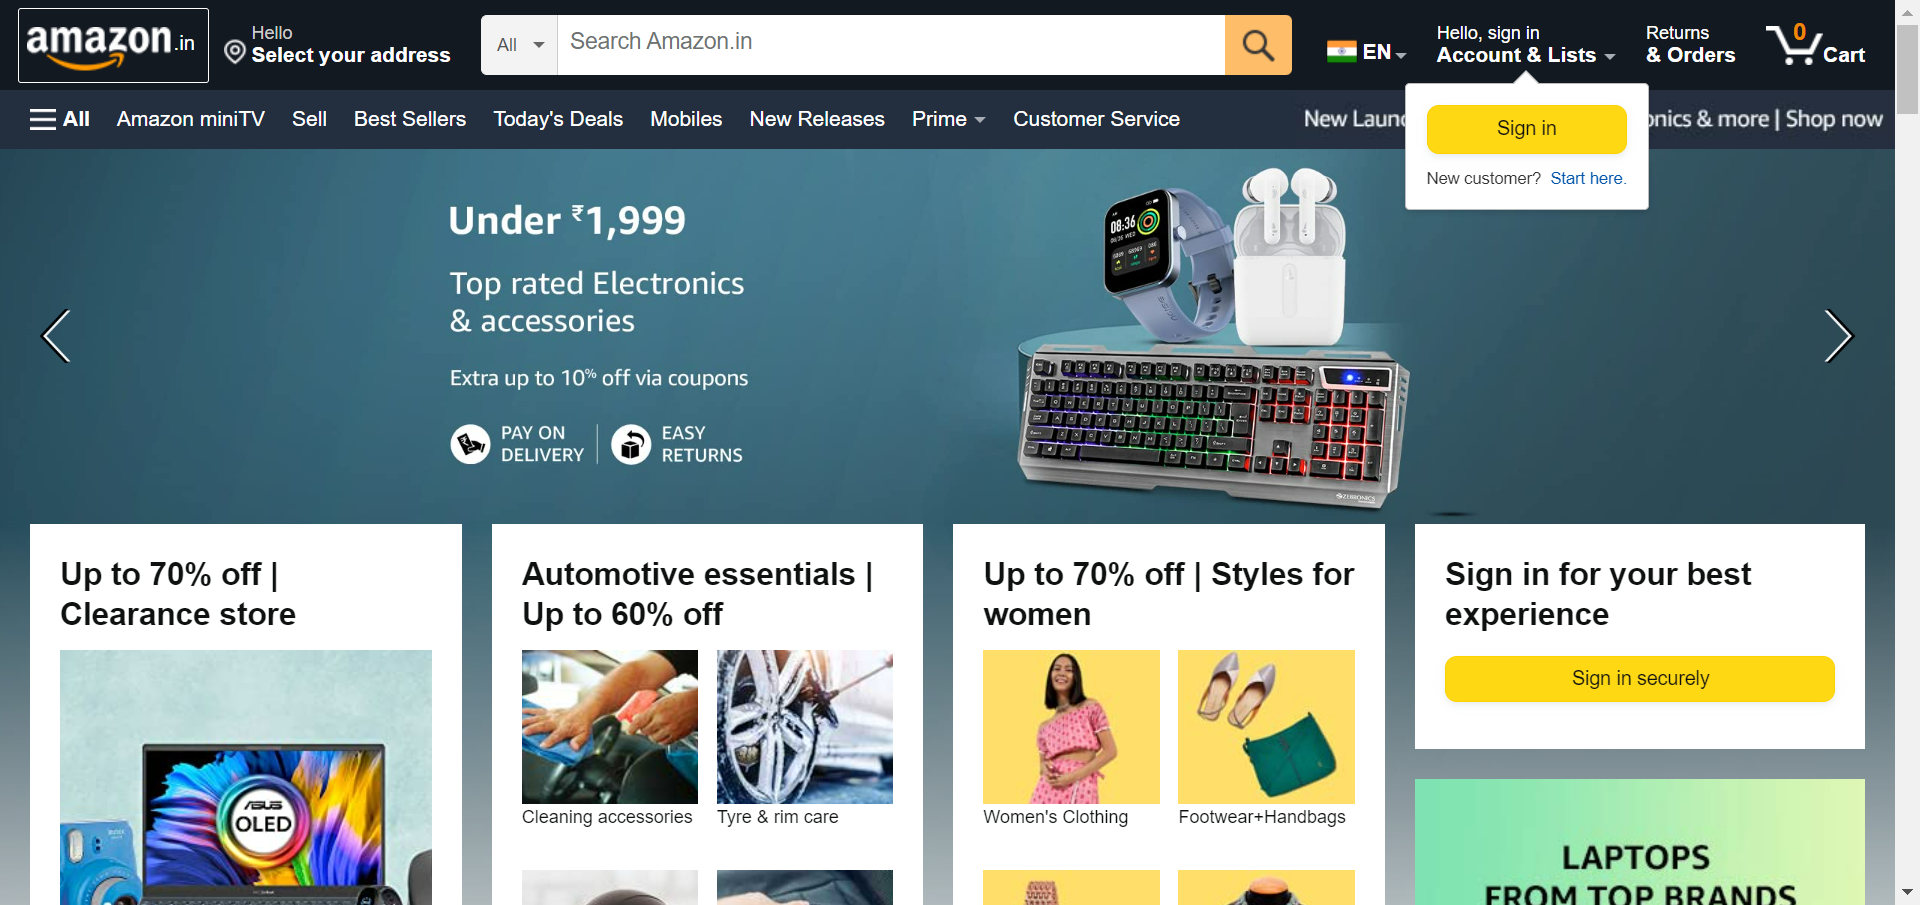 amazon.in
Hello
Select your address
All
Search Amazon.in
EN
Hello, sign in
Account & Lists
Returns
& Orders
0
Cart
All
Amazon miniTV
Sell
Best Sellers
Today's Deals
Mobiles
New Releases
Prime
Customer Service
New Laun
onics & more | Shop now
Sign in
New customer? Start here.
Under ₹1,999
Top rated Electronics
& accessories
Extra up to 10% off via coupons
PAY ON
DELIVERY
EASY
RETURNS
08:36
ZEBRONICS
Up to 70% off |
Clearance store
ASUS
OLED
Automotive essentials |
Up to 60% off
Cleaning accessories
Tyre & rim care
Up to 70% off | Styles for
women
Women's Clothing
Footwear+Handbags
Sign in for your best
experience
Sign in securely
LAPTOPS
FROM TOP BRANDS